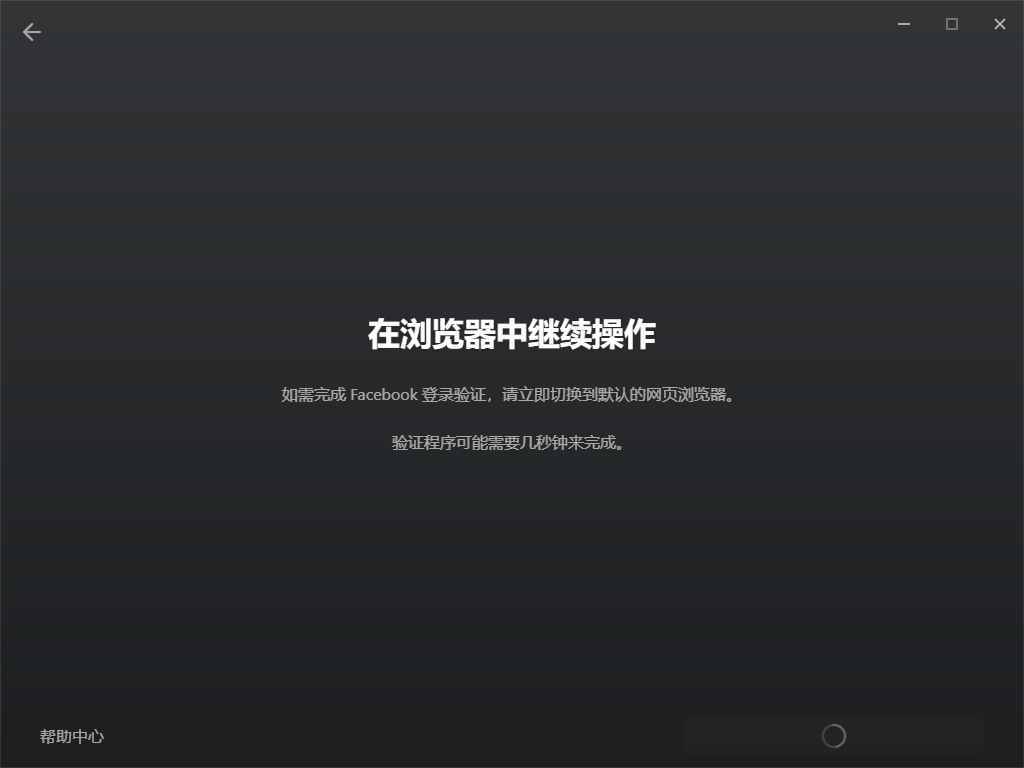 在浏览器中继续操作
如需完成 Facebook 登录验证，请立即切换到默认的网页浏览器。
验证程序可能需要几秒钟来完成。
帮助中心